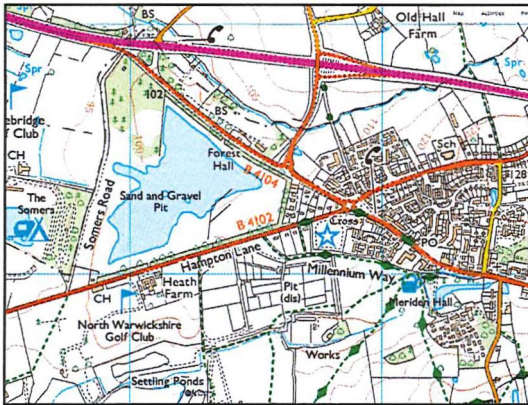 BS
Old Hall
Farm
Spr
102
Spr
ebridge
f Club
CH
BS
Forest
Hall
B 4104
Sch
The
Somers
Somers Road
Sand and Gravel
Pit
B 4102
Cross
PO
Hampton Lane
Millennium Way
Heath
Farm
CH
Pit
(dis)
Meriden Hall
North Warwickshire
Golf Club
Works
Settling Ponds